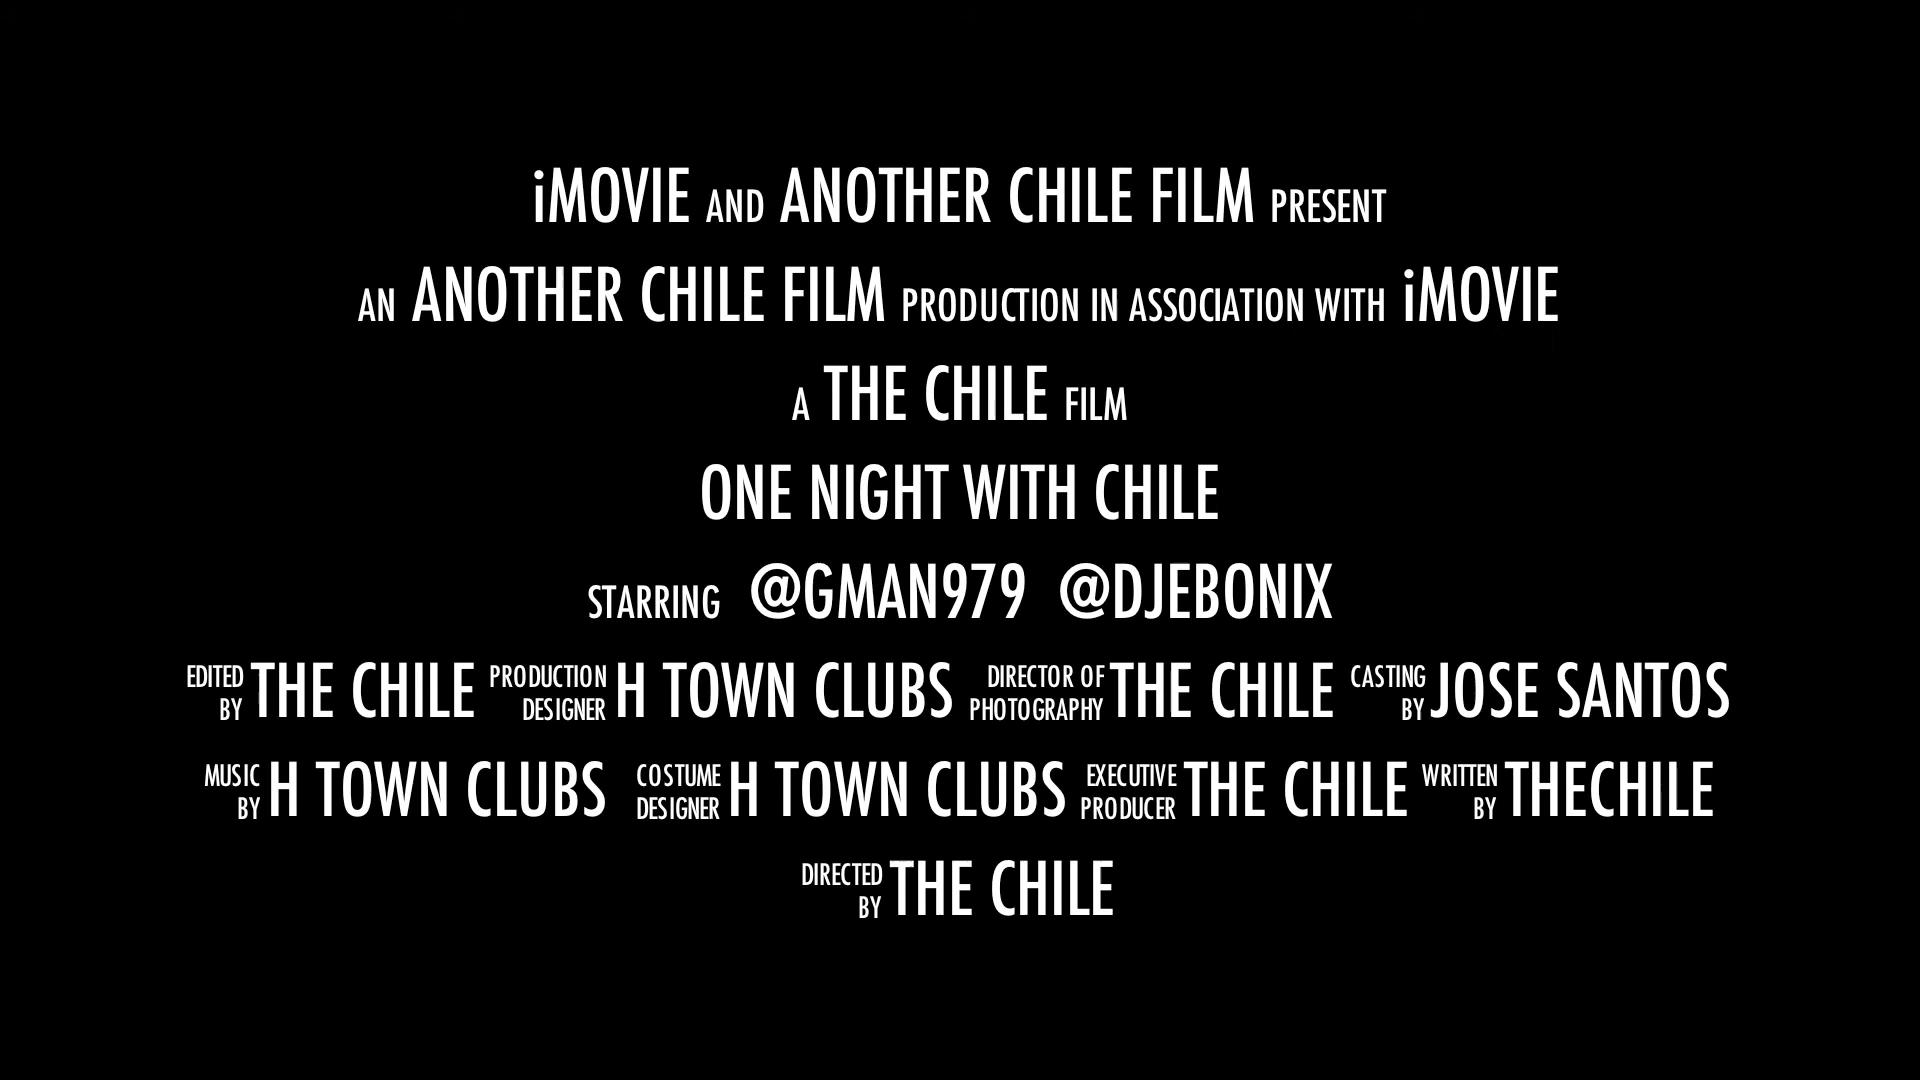 iMOVIE AND ANOTHER CHILE FILM PRESENT
AN ANOTHER CHILE FILM PRODUCTION IN ASSOCIATION WITH iMOVIE
A THE CHILE FILM
ONE NIGHT WITH CHILE
STARRING @GMAN979 @DJEBONIX
EDITED BY THE CHILE PRODUCTION DESIGNER H TOWN CLUBS DIRECTOR OF PHOTOGRAPHY THE CHILE CASTING BY JOSE SANTOS
MUSIC BY H TOWN CLUBS COSTUME DESIGNER H TOWN CLUBS EXECUTIVE PRODUCER THE CHILE WRITTEN BY THECHILE
DIRECTED BY THE CHILE